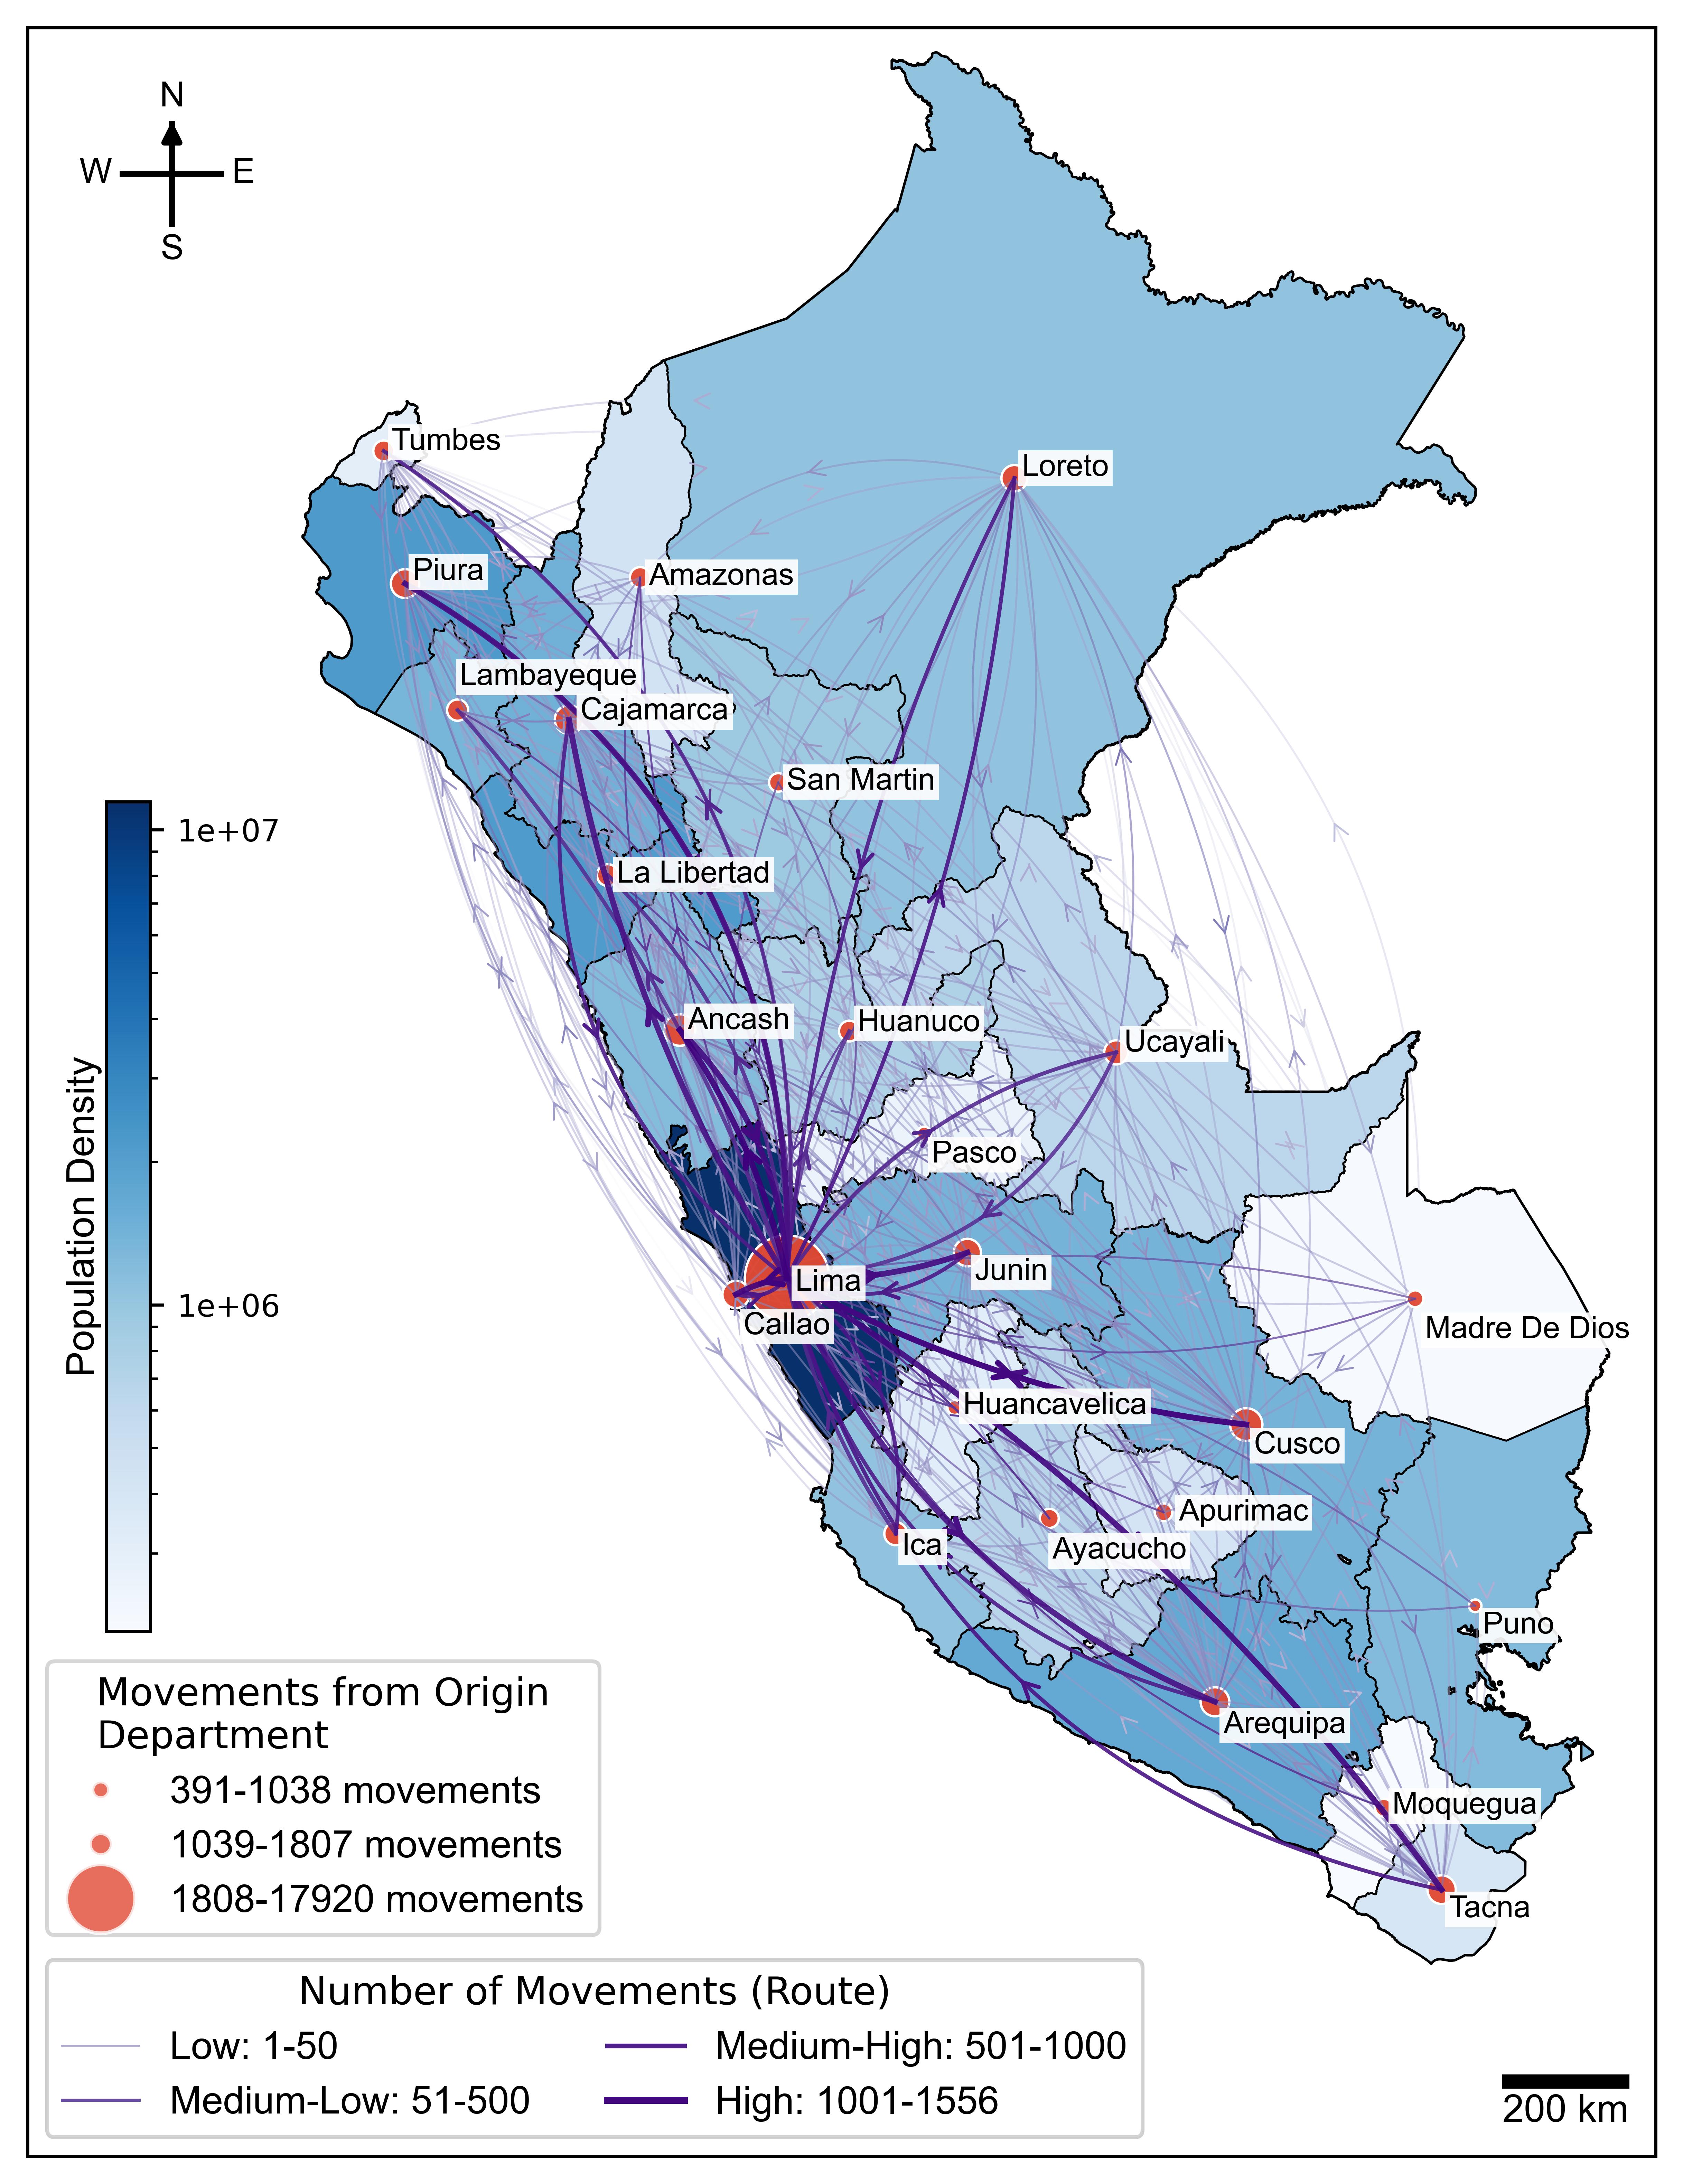 N
W E
S
Tumbes
Loreto
Piura
Amazonas
Lambayeque
Cajamarca
San Martin
La Libertad
Ancash
Huanuco
Ucayali
Pasco
Junin
Lima
Callao
Madre De Dios
Huancavelica
Cusco
Apurimac
Ayacucho
Ica
Puno
Arequipa
Moquegua
Tacna
1e+07
1e+06
Population Density
Movements from Origin
Department
391-1038 movements
1039-1807 movements
1808-17920 movements
Number of Movements (Route)
Low: 1-50
Medium-Low: 51-500
Medium-High: 501-1000
High: 1001-1556
200 km